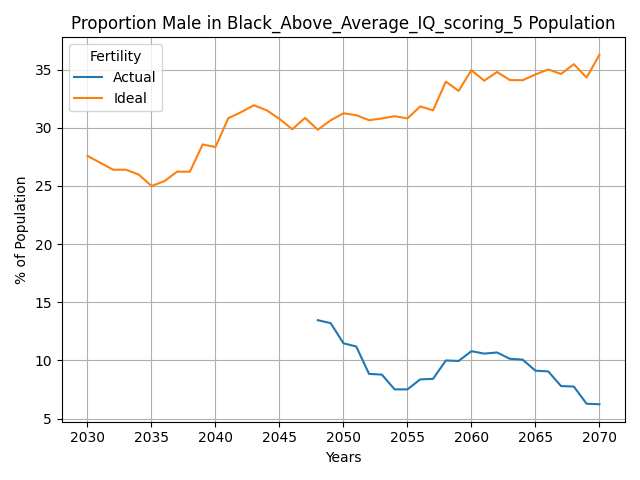 Proportion Male in Black_Above_Average_IQ_scoring_5 Population
Fertility
Actual
Ideal
% of Population
35
30
25
20
15
10
5
2030 2035 2040 2045 2050 2055 2060 2065 2070
Years